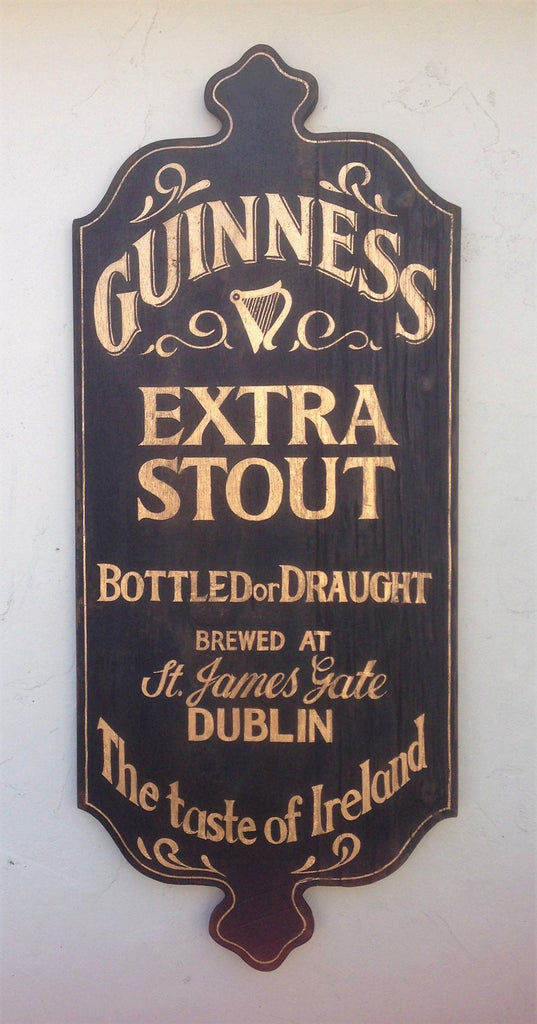 GUINNESS
EXTRA
STOUT
BOTTLED or DRAUGHT
BREWED AT
St. James Gate
DUBLIN
The taste of Ireland